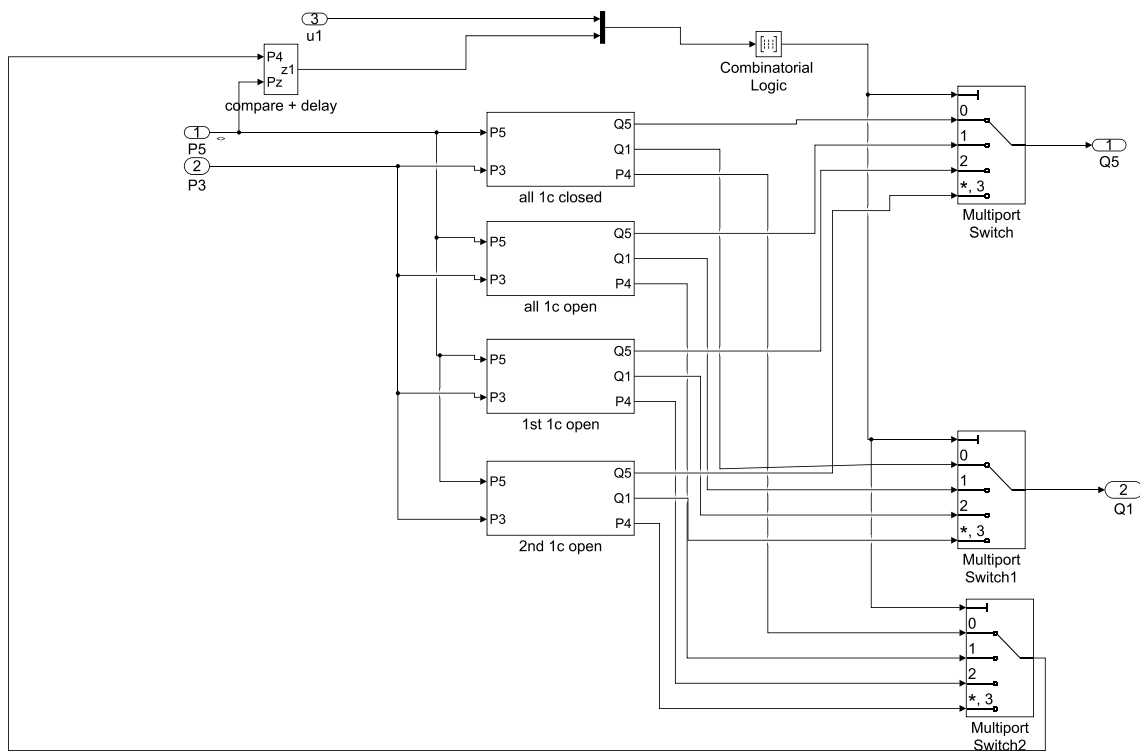 3
u1
P4
z1
Pz
compare + delay
Combinatorial
Logic
1
P5
<>
2
P3
P5
P3
Q5
Q1
P4
all 1c closed
P5
P3
Q5
Q1
P4
all 1c open
P5
P3
Q5
Q1
P4
1st 1c open
P5
P3
Q5
Q1
P4
2nd 1c open
0
1
2
*, 3
Multiport
Switch
1
Q5
0
1
2
*, 3
Multiport
Switch1
2
Q1
0
1
2
*, 3
Multiport
Switch2